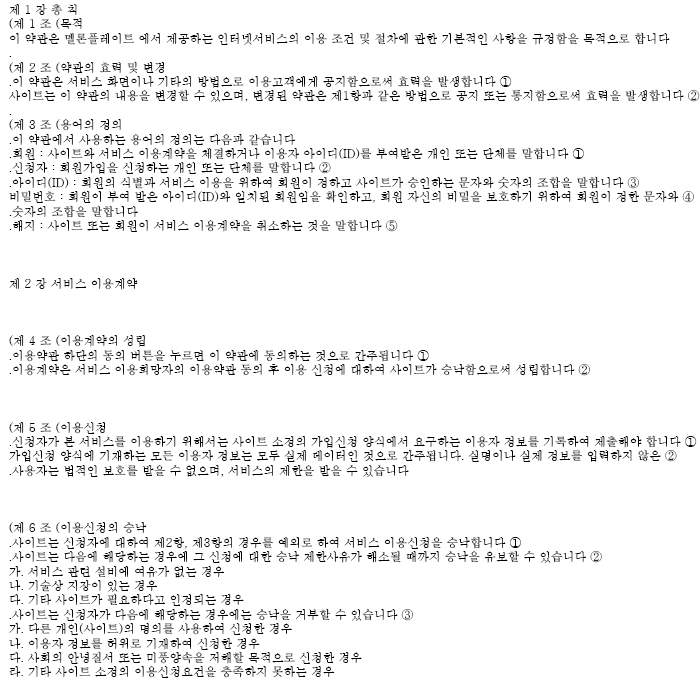 제 1 장 총 칙
(제 1 조 (목적
이 약관은 멜론플레이트 에서 제공하는 인터넷서비스의 이용 조건 및 절차에 관한 기본적인 사항을 규정함을 목적으로 합니다
.
(제 2 조 (약관의 효력 및 변경
.이 약관은 서비스 화면이나 기타의 방법으로 이용고객에게 공지함으로써 효력을 발생합니다 ①
사이트는 이 약관의 내용을 변경할 수 있으며, 변경된 약관은 제1항과 같은 방법으로 공지 또는 통지함으로써 효력을 발생합니다 ②
.
(제 3 조 (용어의 정의
.이 약관에서 사용하는 용어의 정의는 다음과 같습니다
.회원 : 사이트와 서비스 이용계약을 체결하거나 이용자 아이디(ID)를 부여받은 개인 또는 단체를 말합니다 ①
.신청자 : 회원가입을 신청하는 개인 또는 단체를 말합니다 ②
.아이디(ID) : 회원의 식별과 서비스 이용을 위하여 회원이 정하고 사이트가 승인하는 문자와 숫자의 조합을 말합니다 ③
비밀번호 : 회원이 부여 받은 아이디(ID)와 일치된 회원임을 확인하고, 회원 자신의 비밀을 보호하기 위하여 회원이 정한 문자와 ④
.숫자의 조합을 말합니다
.해지 : 사이트 또는 회원이 서비스 이용계약을 취소하는 것을 말합니다 ⑤
제 2 장 서비스 이용계약
(제 4 조 (이용계약의 성립
.이용약관 하단의 동의 버튼을 누르면 이 약관에 동의하는 것으로 간주됩니다 ①
.이용계약은 서비스 이용희망자의 이용약관 동의 후 이용 신청에 대하여 사이트가 승낙함으로써 성립합니다 ②
(제 5 조 (이용신청
.신청자가 본 서비스를 이용하기 위해서는 사이트 소정의 가입신청 양식에서 요구하는 이용자 정보를 기록하여 제출해야 합니다 ①
가입신청 양식에 기재하는 모든 이용자 정보는 모두 실제 데이터인 것으로 간주됩니다. 실명이나 실제 정보를 입력하지 않은 ②
.사용자는 법적인 보호를 받을 수 없으며, 서비스의 제한을 받을 수 있습니다
(제 6 조 (이용신청의 승낙
.사이트는 신청자에 대하여 제2항, 제3항의 경우를 예외로 하여 서비스 이용신청을 승낙합니다 ①
.사이트는 다음에 해당하는 경우에 그 신청에 대한 승낙 제한사유가 해소될 때까지 승낙을 유보할 수 있습니다 ②
가. 서비스 관련 설비에 여유가 없는 경우
나. 기술상 지장이 있는 경우
다. 기타 사이트가 필요하다고 인정되는 경우
.사이트는 신청자가 다음에 해당하는 경우에는 승낙을 거부할 수 있습니다 ③
가. 다른 개인(사이트)의 명의를 사용하여 신청한 경우
나. 이용자 정보를 허위로 기재하여 신청한 경우
다. 사회의 안녕질서 또는 미풍양속을 저해할 목적으로 신청한 경우
라. 기타 사이트 소정의 이용신청요건을 충족하지 못하는 경우